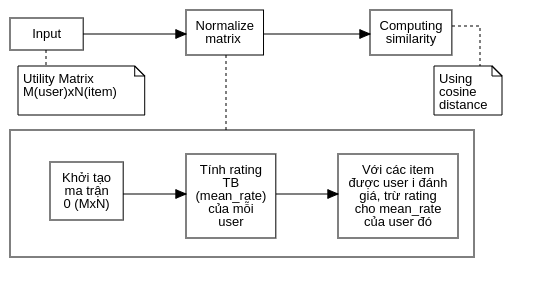 Input
Normalize
matrix
Computing
similarity
Utility Matrix
M(user)xN(item)
Using
cosine
distance
Khởi tạo
ma trận
0 (MxN)
Tính rating
TB
(mean_rate)
của mỗi
user
Với các item
được user i đánh
giá, trừ rating
cho mean_rate
của user đó